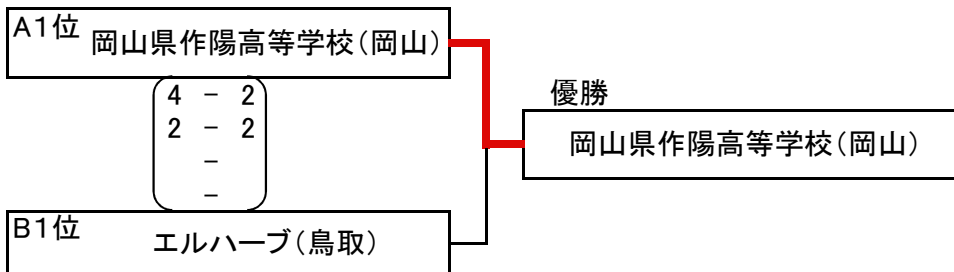 A1位 岡山県作陽高等学校(岡山)
4 − 2
2 − 2
−
−
優勝
岡山県作陽高等学校(岡山)
B1位 エルハーブ(鳥取)